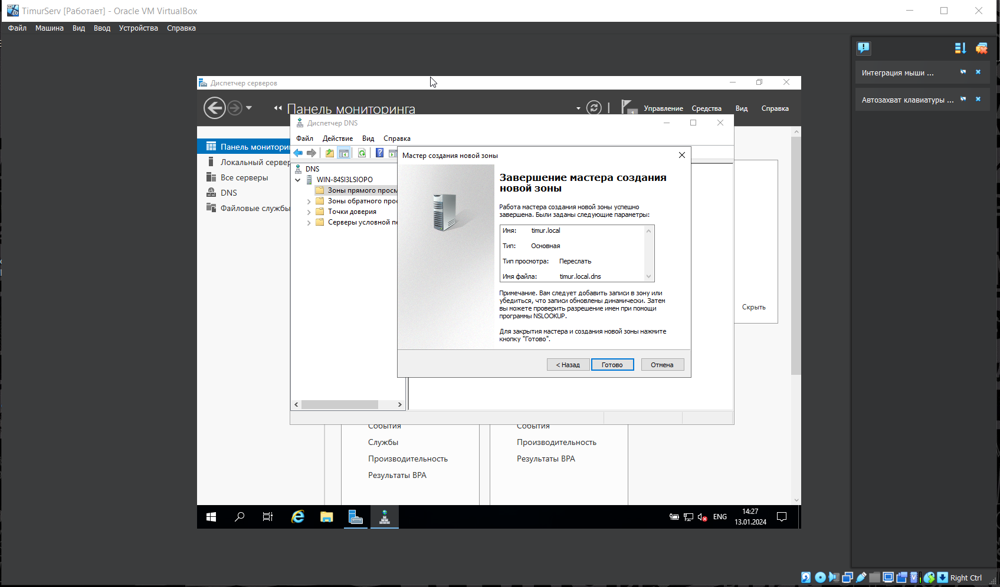 TimurServ [Работает] - Oracle VM VirtualBox
Файл Машина Вид Ввод Устройства Справка
Интеграция мыши ...
Автозахват клавиатуры ...
Диспетчер серверов
Панель мониторинга
1
Управление Средства Вид Справка
Диспетчер DNS
Файл Действие Вид Справка
Панель мониторин
Локальный сервер
Все серверы
DNS
Файловые службы
DNS
WIN-84SI3LSIOPO
Зоны прямого просм
Зоны обратного прос
Точки доверия
Серверы условной пе
Мастер создания новой зоны
Завершение мастера создания
новой зоны
Работа мастера создания новой зоны успешно
завершена. Были заданы следующие параметры:
Имя: timur.local
Тип: Основная
Тип просмотра: Переслать
Имя файла: timur.local.dns
Примечание. Вам следует добавить записи в зону или
убедиться, что записи обновлены динамически. Затем
вы можете проверить разрешение имен при помощи
программы NSLOOKUP.
Для закрытия мастера и создания новой зоны нажмите
кнопку "Готово".
< Назад Готово Отмена
Скрыть
События
Службы
Производительность
Результаты BPA
События
Производительность
Результаты BPA
ENG
14:27
13.01.2024
Right Ctrl